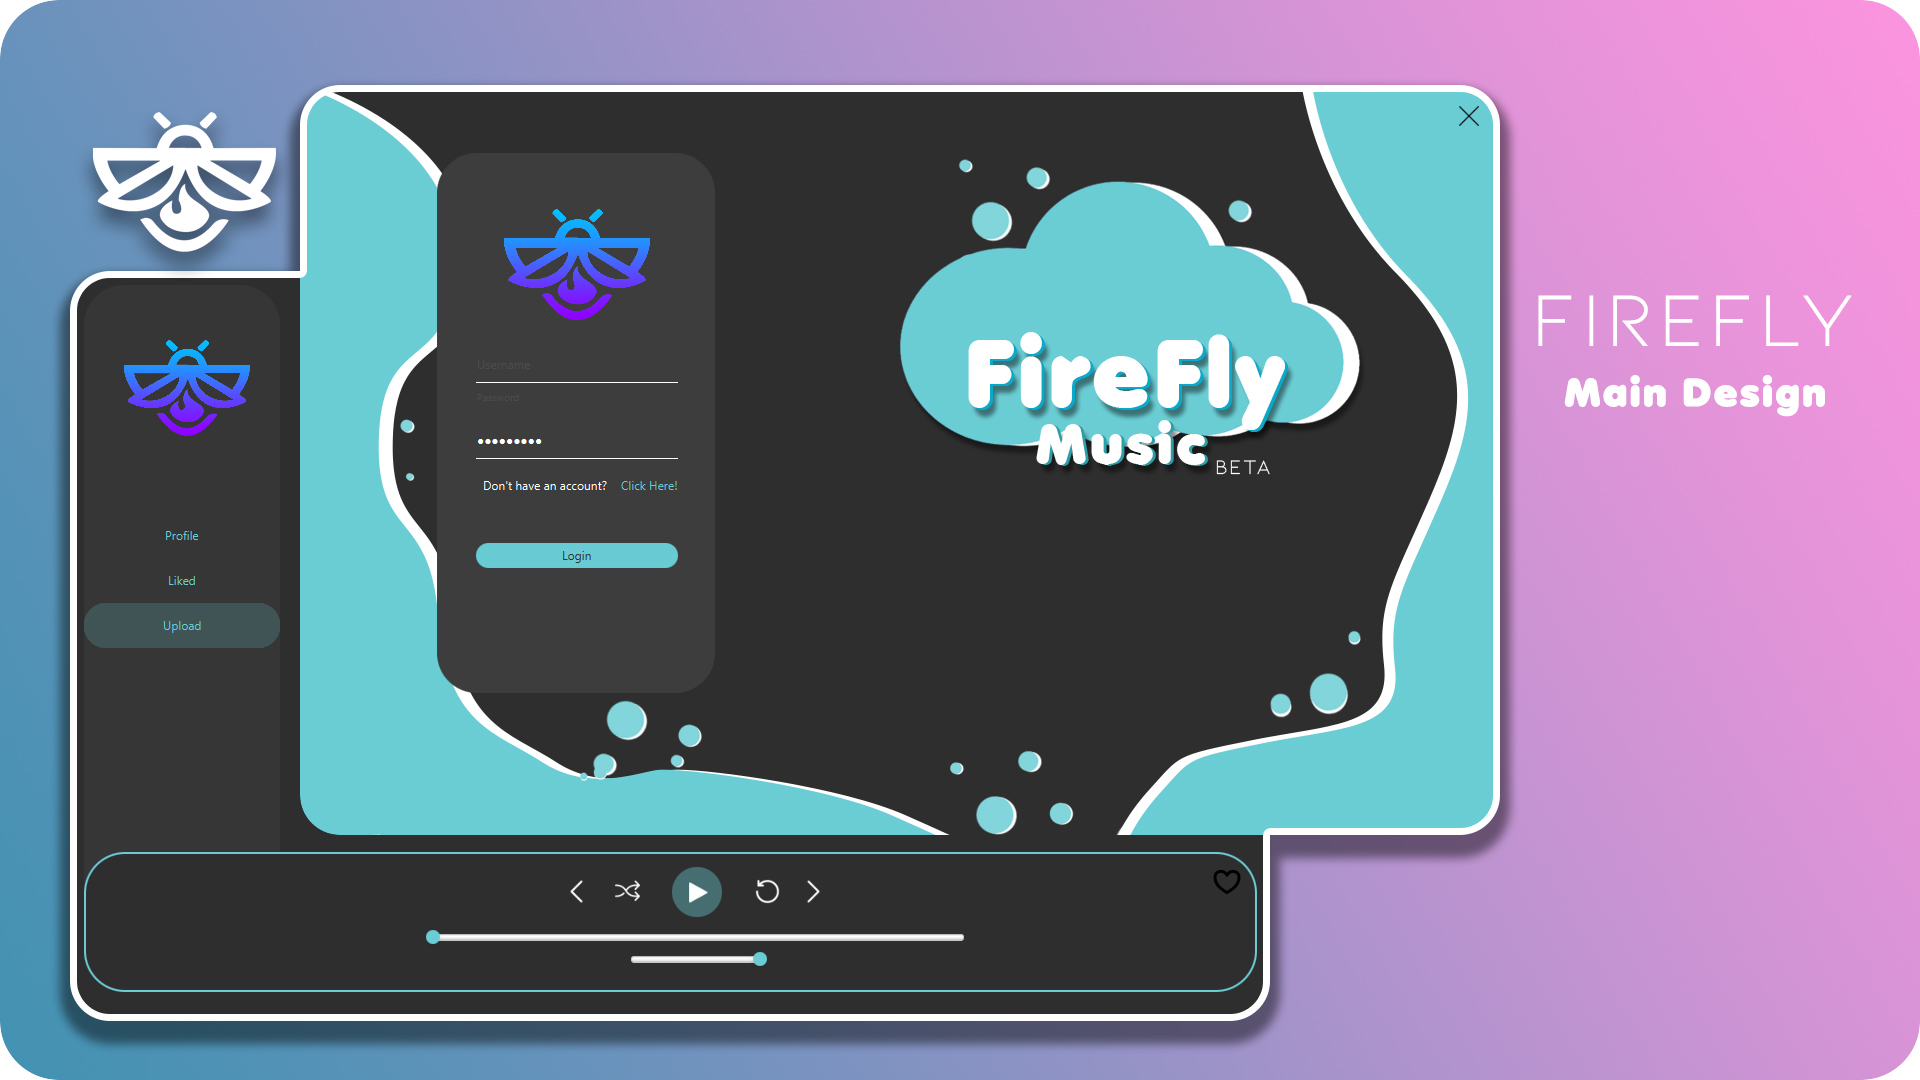 FIREFLY
Main Design
FireFly
Music
BETA
Username
Password
Don't have an account? Click Here!
Login
Profile
Liked
Upload